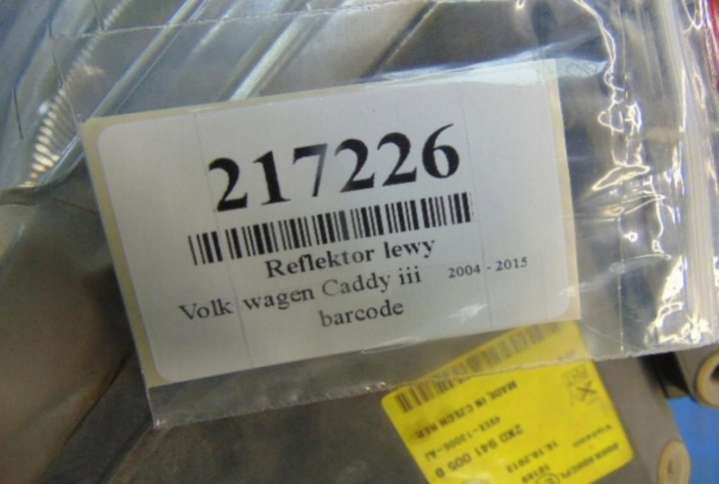 217226
Reflektor lewy
Volk wagen Caddy iii 2004 - 2015
barcode
MADE IN CZECH REP.
2K0 941 005 B